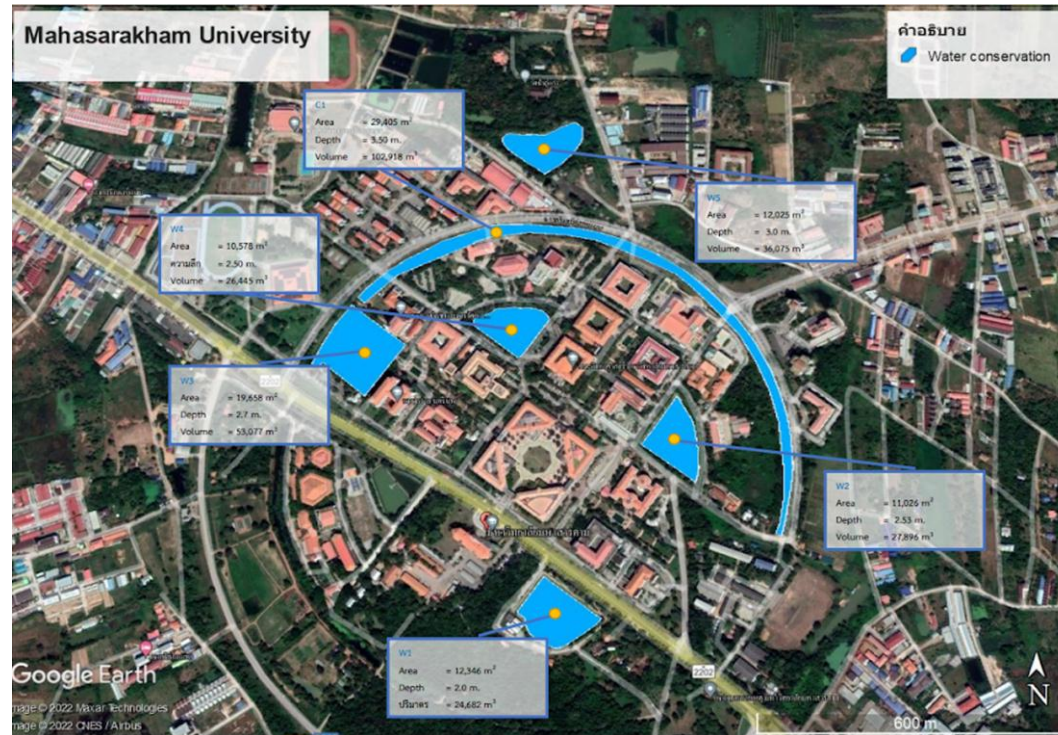 Mahasarakham University
คำอธิบาย
Water conservation
C1
Area = 29,405 m²
Depth = 3.50 m.
Volume = 102,918 m³
W5
Area = 12,025 m²
Depth = 3.0 m.
Volume = 36,075 m³
W4
Area = 10,578 m²
ความลึก = 2.50 m.
Volume = 26,445 m³
W3
Area = 19,658 m²
Depth = 2.7 m.
Volume = 53,077 m³
2202
W2
Area = 11,026 m²
Depth = 2.53 m.
Volume = 27,896 m³
W1
Area = 12,346 m²
Depth = 2.0 m.
ปริมาตร = 24,682 m³
2202
Google Earth
mage © 2022 Maxar Technologies
mage © 2022 CNES / Airbus
N
600 m